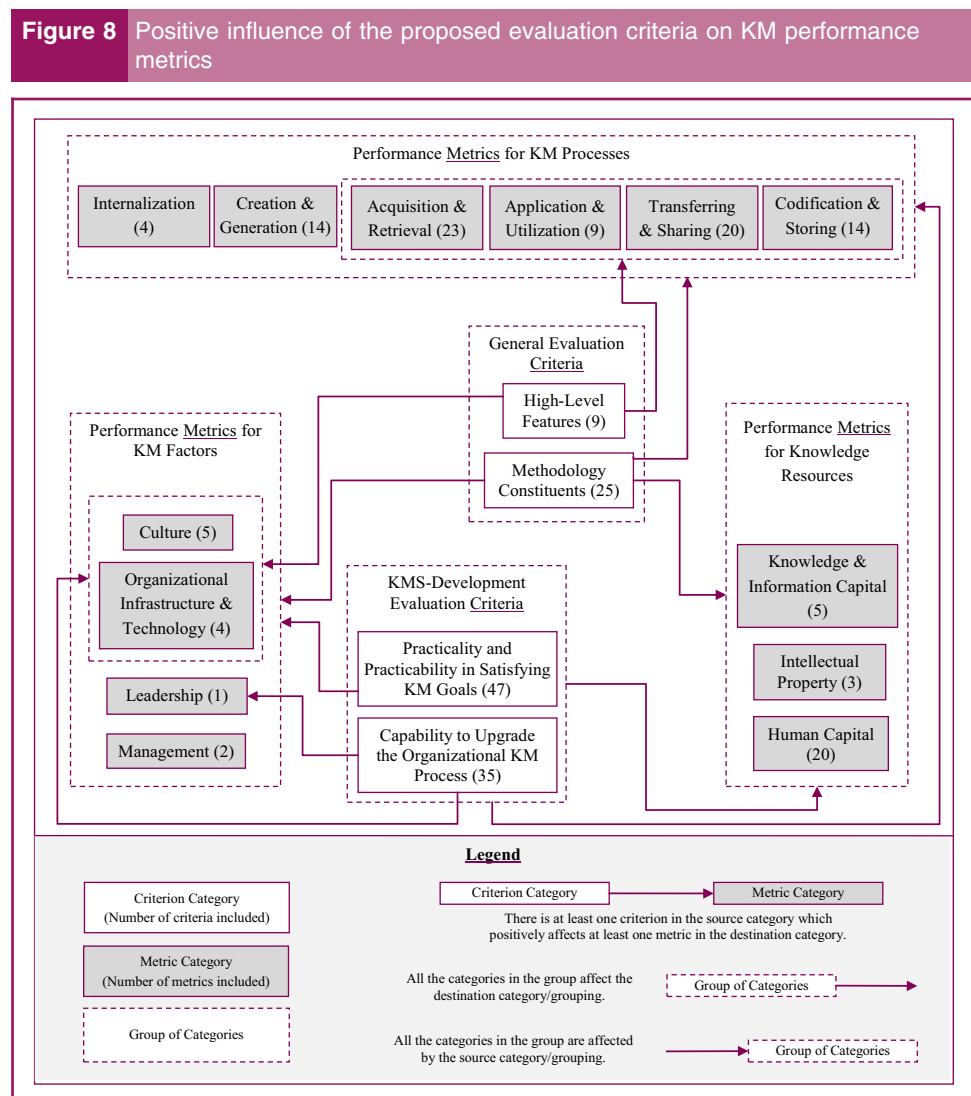 Figure 8
Positive influence of the proposed evaluation criteria on KM performance
metrics
Performance Metrics for KM Processes
Internalization
(4)
Creation &
Generation (14)
Acquisition &
Retrieval (23)
Application &
Utilization (9)
Transferring
& Sharing (20)
Codification &
Storing (14)
General Evaluation
Criteria
High-Level
Features (9)
Methodology
Constituents (25)
Performance Metrics for
KM Factors
Culture (5)
Organizational
Infrastructure &
Technology (4)
Leadership (1)
Management (2)
KMS-Development
Evaluation Criteria
Practicality and
Practicability in Satisfying
KM Goals (47)
Capability to Upgrade
the Organizational KM
Process (35)
Performance Metrics
for Knowledge
Resources
Knowledge &
Information Capital
(5)
Intellectual
Property (3)
Human Capital
(20)
Legend
Criterion Category
(Number of criteria included)
Metric Category
(Number of metrics included)
Group of Categories
Criterion Category
Metric Category
There is at least one criterion in the source category which
positively affects at least one metric in the destination category.
All the categories in the group affect the
destination category/grouping.
Group of Categories
All the categories in the group are affected
by the source category/grouping.
Group of Categories